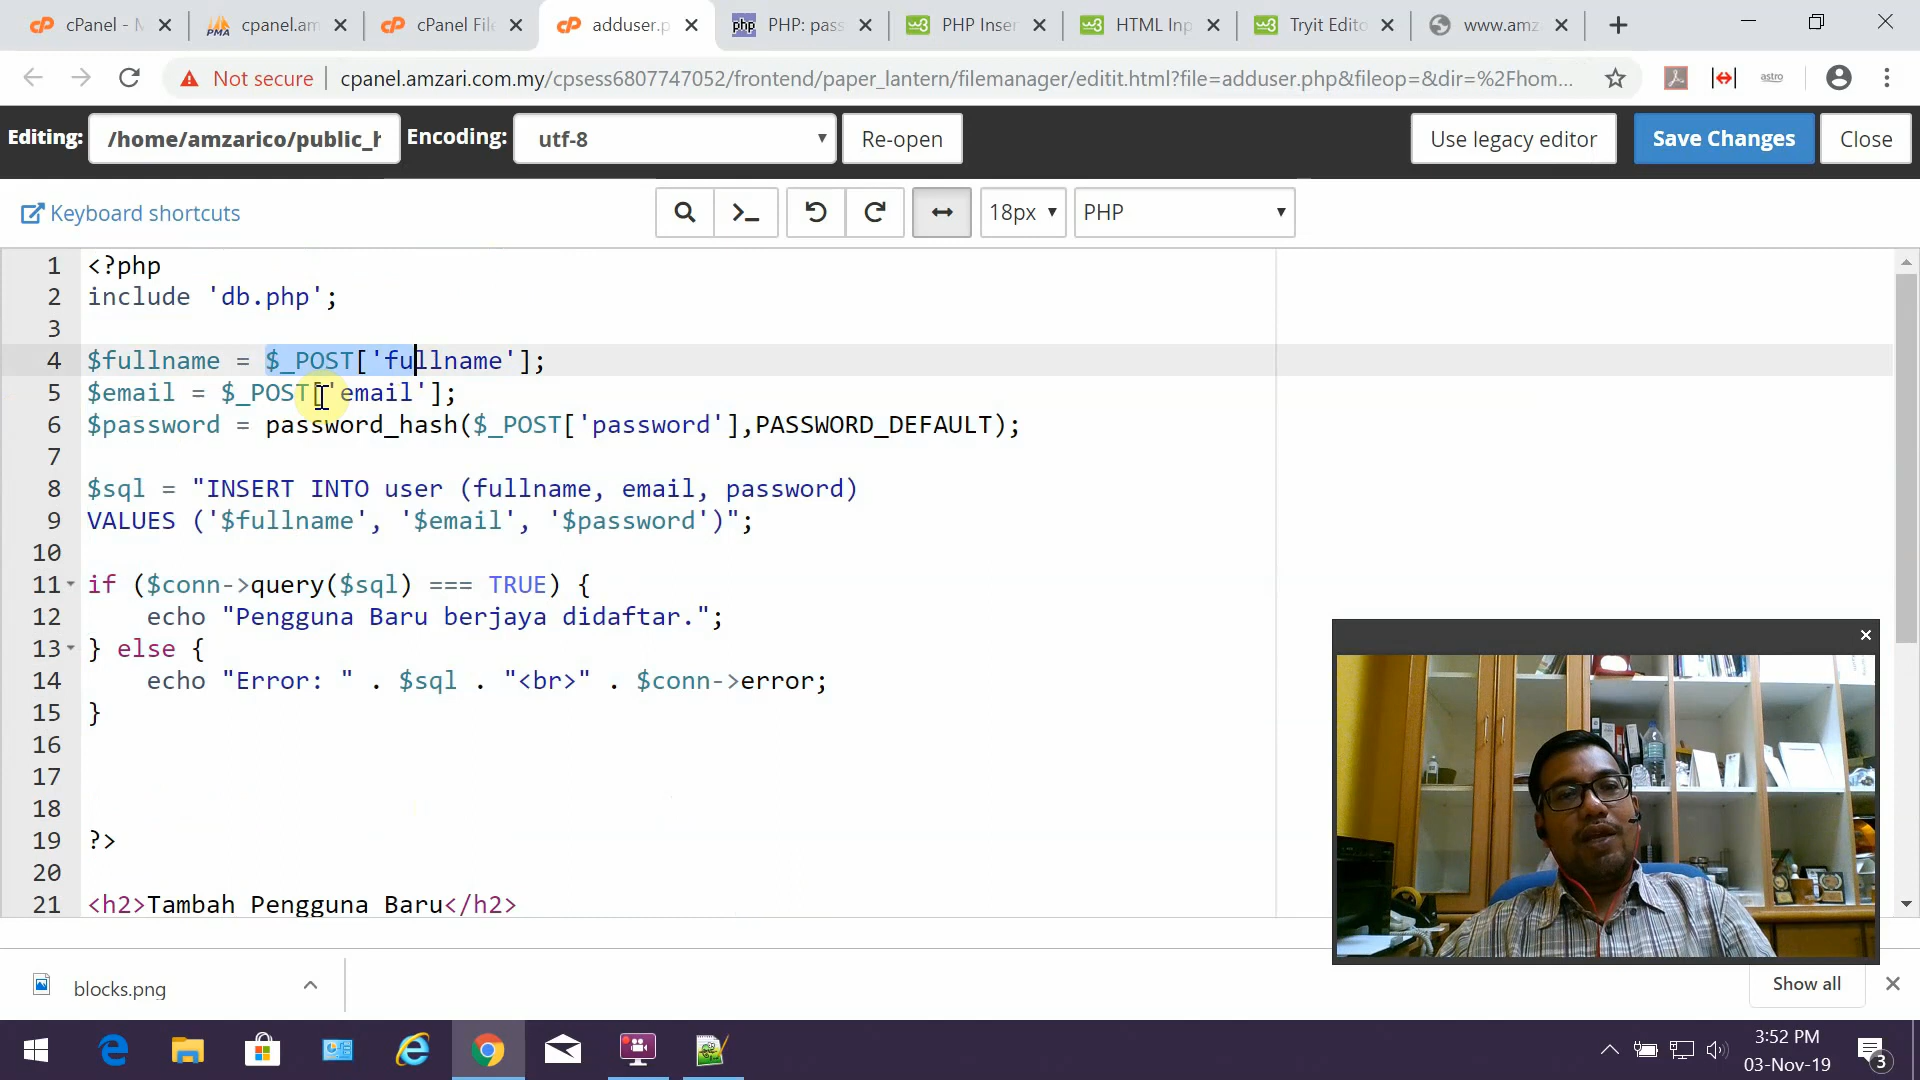 cPanel - M
cpanel.am
cPanel File
adduser.p
PHP: pass
PHP Inser
HTML Inp
Tryit Edito
www.amz
Not secure
cpanel.amzari.com.my/cpsess6807747052/frontend/paper_lantern/filemanager/editit.html?file=adduser.php&fileop=&dir=%2Fhom...
astro
Editing:
/home/amzarico/public_h
Encoding:
utf-8
Re-open
Use legacy editor
Save Changes
Close
Keyboard shortcuts
18px
PHP
1 <?php
2 include 'db.php';
3
4 $fullname = $_POST['fullname'];
5 $email = $_POST['email'];
6 $password = password_hash($_POST['password'],PASSWORD_DEFAULT);
7
8 $sql = "INSERT INTO user (fullname, email, password)
9 VALUES ('$fullname', '$email', '$password')";
10
11 if ($conn->query($sql) === TRUE) {
12 echo "Pengguna Baru berjaya didaftar.";
13 } else {
14 echo "Error: " . $sql . "<br>" . $conn->error;
15 }
16
17
18
19 ?>
20
21 <h2>Tambah Pengguna Baru</h2>
blocks.png
Show all
3:52 PM
03-Nov-19
3